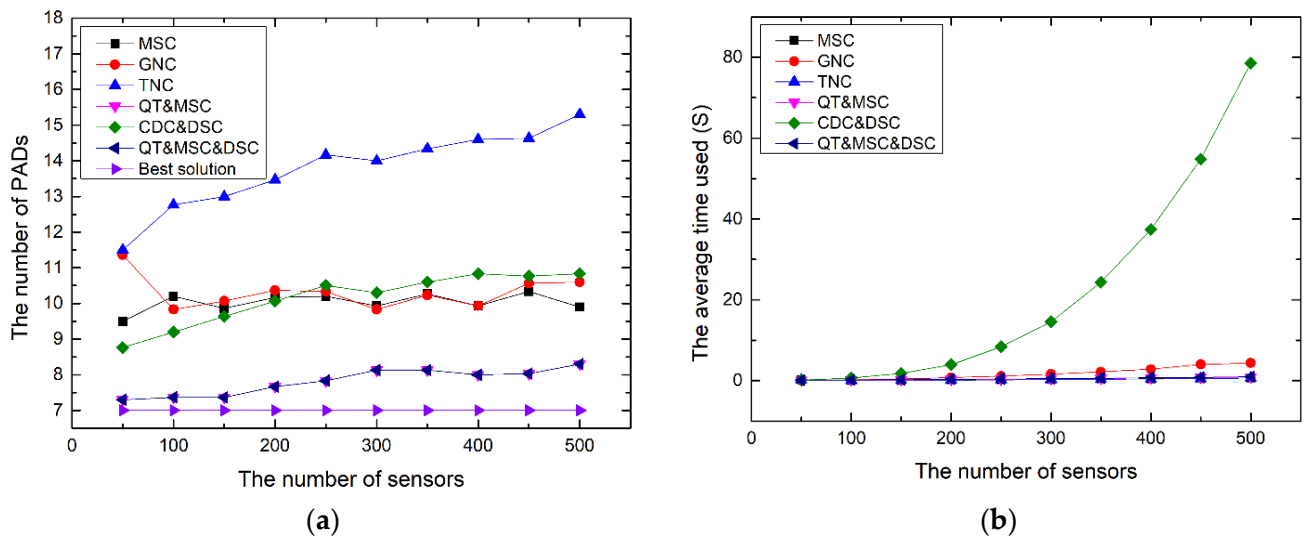 18
17
16
15
14
13
12
11
10
9
8
7
The number of PADs
MSC
GNC
TNC
QT&MSC
CDC&DSC
QT&MSC&DSC
Best solution
0 100 200 300 400 500
The number of sensors
(a)
80
60
40
20
0
The average time used (S)
MSC
GNC
TNC
QT&MSC
CDC&DSC
QT&MSC&DSC
0 100 200 300 400 500
The number of sensors
(b)